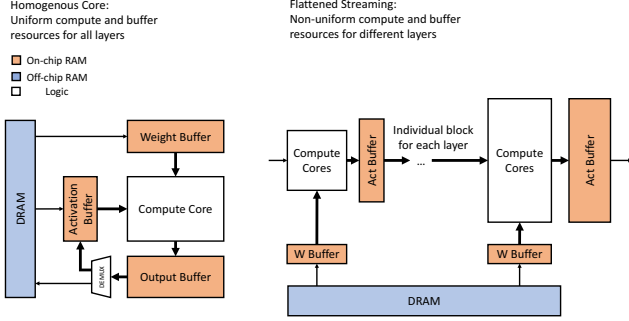 Homogenous Core:
Uniform compute and buffer
resources for all layers
On-chip RAM
Off-chip RAM
Logic
DRAM
Weight Buffer
Activation
Buffer
Compute Core
DEMUX
Output Buffer
Flattened Streaming:
Non-uniform compute and buffer
resources for different layers
Compute
Cores
Act Buffer
Individual block
for each layer
...
Compute
Cores
Act Buffer
W Buffer
W Buffer
DRAM